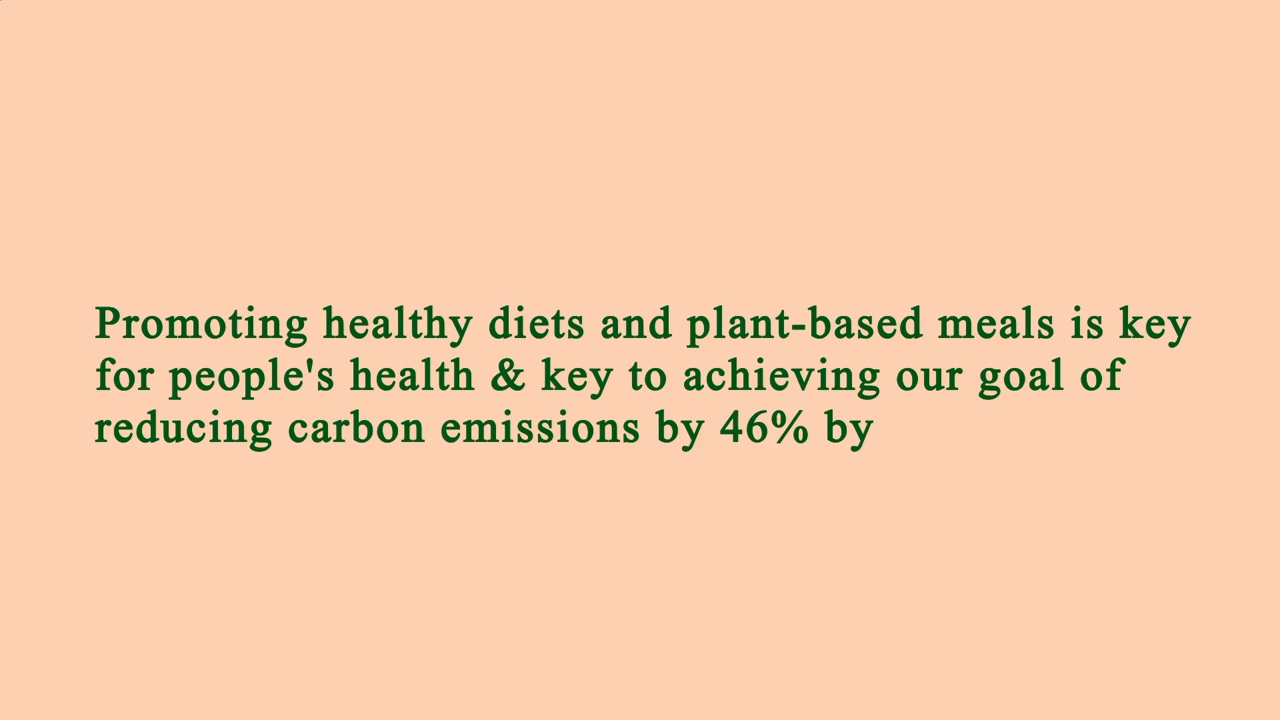 Promoting healthy diets and plant-based meals is key
for people's health & key to achieving our goal of
reducing carbon emissions by 46% by